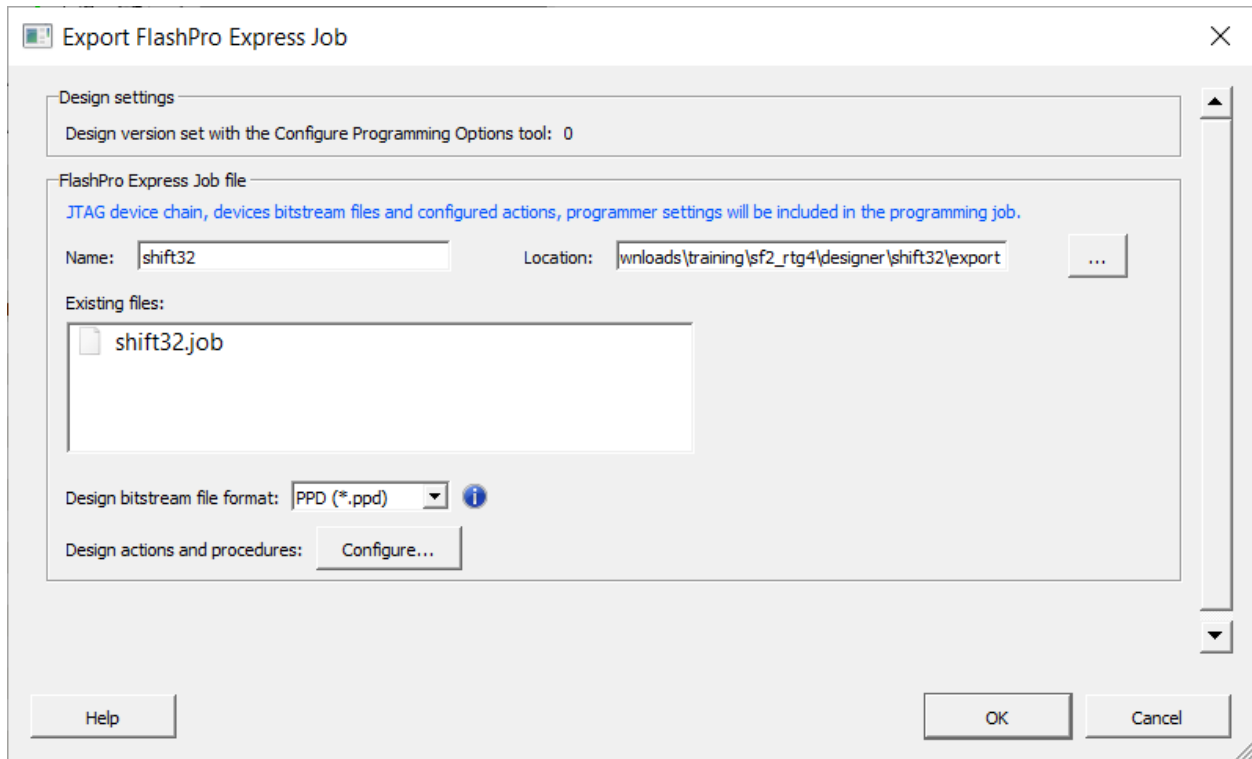 Export FlashPro Express Job
Design settings
Design version set with the Configure Programming Options tool: 0
FlashPro Express Job file
JTAG device chain, devices bitstream files and configured actions, programmer settings will be included in the programming job.
Name: shift32 Location: wnloads\training\sf2_rtg4\designer\shift32\export ...
Existing files:
shift32.job
Design bitstream file format: PPD (*.ppd)
Design actions and procedures: Configure...
Help OK Cancel